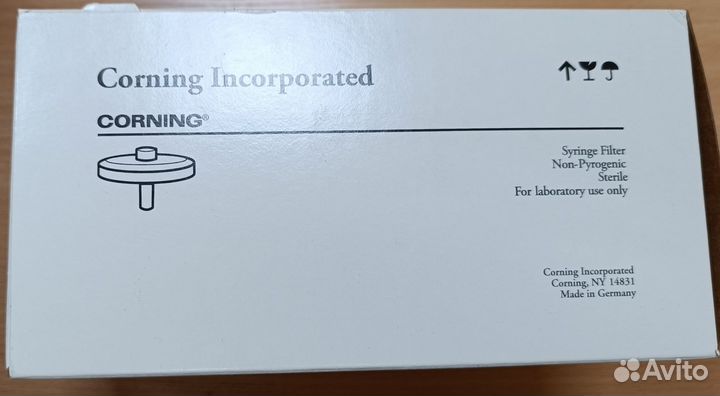 Corning Incorporated
CORNING®
Syringe Filter
Non-Pyrogenic
Sterile
For laboratory use only
Corning Incorporated
Corning, NY 14831
Made in Germany
Avito